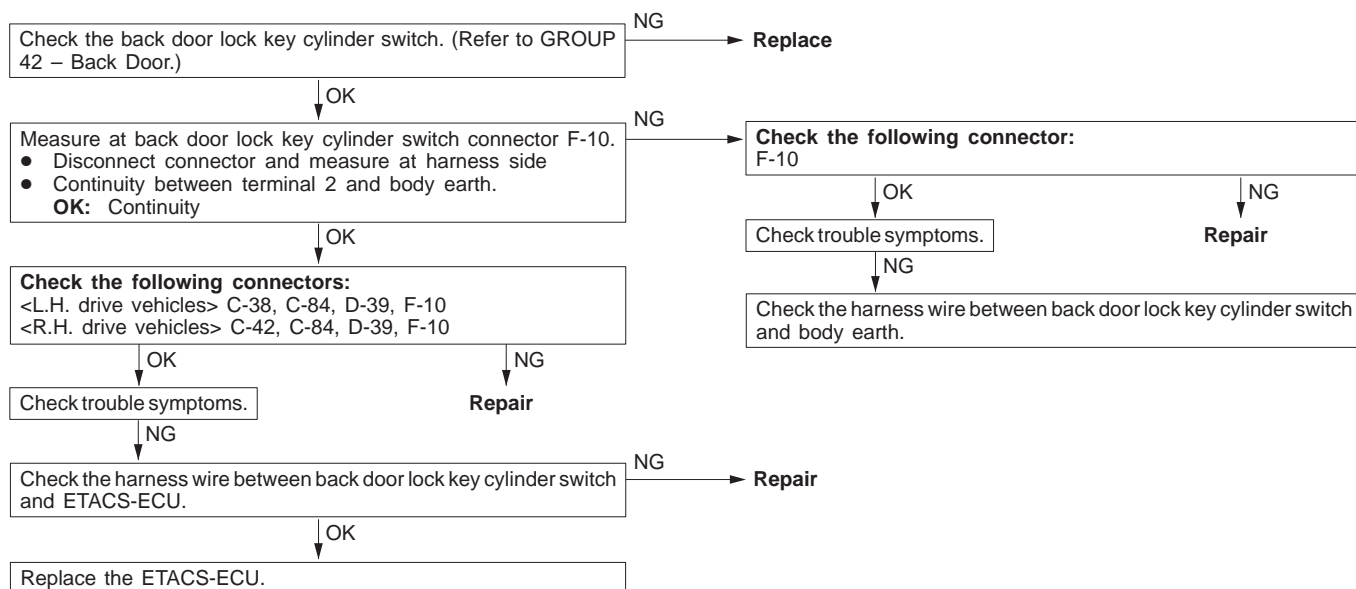 Check the back door lock key cylinder switch. (Refer to GROUP
42 – Back Door.)
NG
Replace
OK
Measure at back door lock key cylinder switch connector F-10.
● Disconnect connector and measure at harness side
● Continuity between terminal 2 and body earth.
OK: Continuity
NG
Check the following connector:
F-10
OK
NG
Check trouble symptoms.
Repair
NG
Check the harness wire between back door lock key cylinder switch
and body earth.
OK
Check the following connectors:
<L.H. drive vehicles> C-38, C-84, D-39, F-10
<R.H. drive vehicles> C-42, C-84, D-39, F-10
OK
NG
Check trouble symptoms.
Repair
NG
Check the harness wire between back door lock key cylinder switch
and ETACS-ECU.
NG
Repair
OK
Replace the ETACS-ECU.